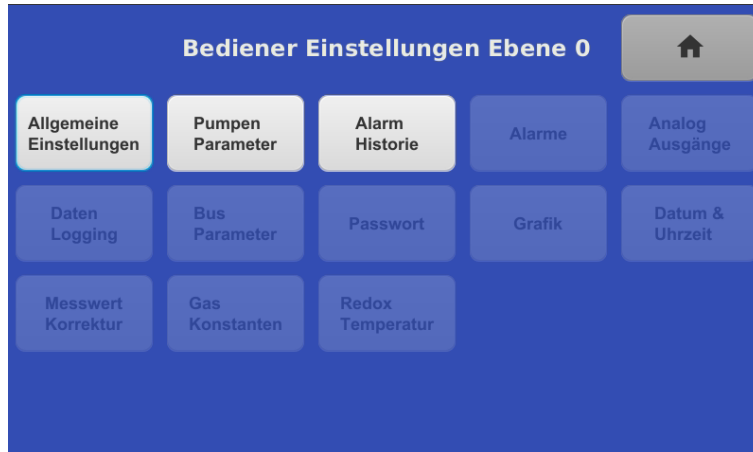 Bediener Einstellungen Ebene 0
Allgemeine
Einstellungen
Pumpen
Parameter
Alarm
Historie
Alarme
Analog
Ausgänge
Daten
Logging
Bus
Parameter
Passwort
Grafik
Datum &
Uhrzeit
Messwert
Korrektur
Gas
Konstanten
Redox
Temperatur